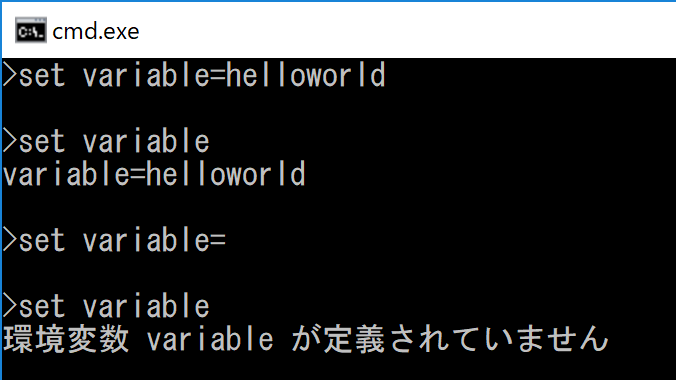 cmd.exe
>set variable=helloworld
>set variable
variable=helloworld
>set variable=
>set variable
環境変数 variable が定義されていません